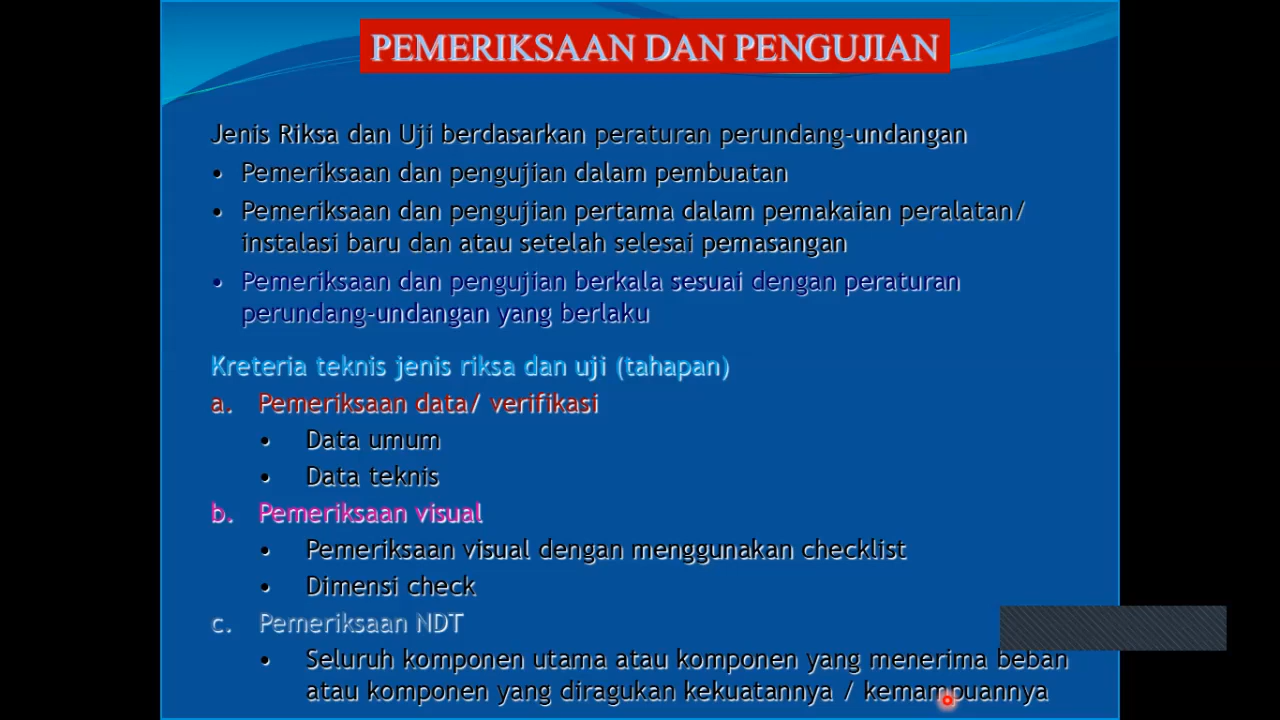 PEMERIKSAAN DAN PENGUJIAN
Jenis Riksa dan Uji berdasarkan peraturan perundang-undangan
• Pemeriksaan dan pengujian dalam pembuatan
• Pemeriksaan dan pengujian pertama dalam pemakaian peralatan/
instalasi baru dan atau setelah selesai pemasangan
• Pemeriksaan dan pengujian berkala sesuai dengan peraturan
perundang-undangan yang berlaku
Kreteria teknis jenis riksa dan uji (tahapan)
a. Pemeriksaan data/ verifikasi
• Data umum
• Data teknis
b. Pemeriksaan visual
• Pemeriksaan visual dengan menggunakan checklist
• Dimensi check
c. Pemeriksaan NDT
• Seluruh komponen utama atau komponen yang menerima beban
atau komponen yang diragukan kekuatannya / kemampuannya